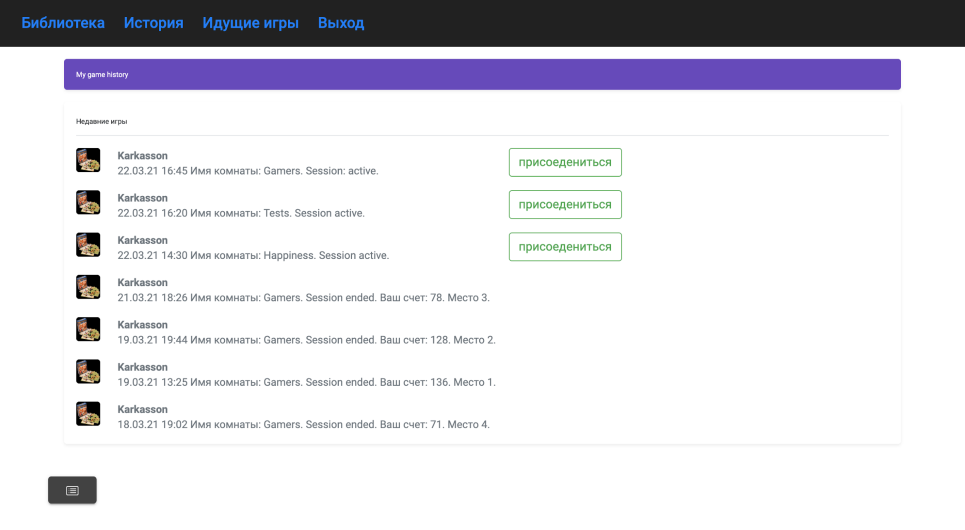 Библиотека История Идущие игры Выход
My game history
Недавние игры
Karkasson
22.03.21 16:45 Имя комнаты: Gamers. Session: active.
присоедениться
Karkasson
22.03.21 16:20 Имя комнаты: Tests. Session active.
присоедениться
Karkasson
22.03.21 14:30 Имя комнаты: Happiness. Session active.
присоедениться
Karkasson
21.03.21 18:26 Имя комнаты: Gamers. Session ended. Ваш счет: 78. Место 3.
Karkasson
19.03.21 19:44 Имя комнаты: Gamers. Session ended. Ваш счет: 128. Место 2.
Karkasson
19.03.21 13:25 Имя комнаты: Gamers. Session ended. Ваш счет: 136. Место 1.
Karkasson
18.03.21 19:02 Имя комнаты: Gamers. Session ended. Ваш счет: 71. Место 4.